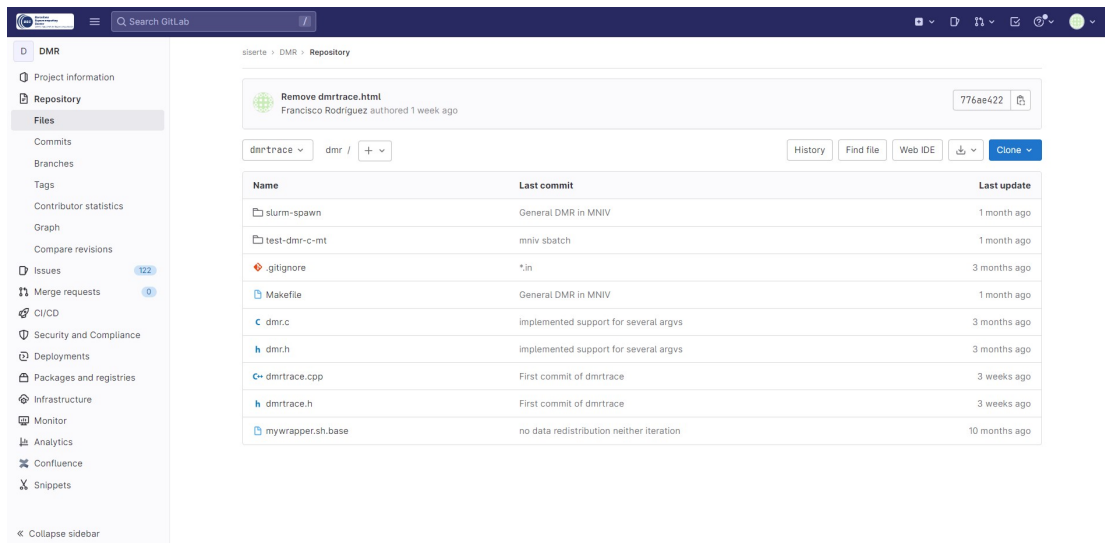 Search GitLab /
D DMR
Project information
Repository
Files
Commits
Branches
Tags
Contributor statistics
Graph
Compare revisions
Issues 122
Merge requests 0
CI/CD
Security and Compliance
Deployments
Packages and registries
Infrastructure
Monitor
Analytics
Confluence
Snippets
« Collapse sidebar
siserte > DMR > Repository
Remove dmrtrace.html
Francisco Rodríguez authored 1 week ago
776ae422
dmrtrace dmr / +
History Find file Web IDE Clone
Name Last commit Last update
slurm-spawn General DMR in MNIV 1 month ago
test-dmr-c-mt mniv sbatch 1 month ago
.gitignore *.in 3 months ago
Makefile General DMR in MNIV 1 month ago
C dmr.c implemented support for several argvs 3 months ago
h dmr.h implemented support for several argvs 3 months ago
C++ dmrtrace.cpp First commit of dmrtrace 3 weeks ago
h dmrtrace.h First commit of dmrtrace 3 weeks ago
mywrapper.sh.base no data redistribution neither iteration 10 months ago